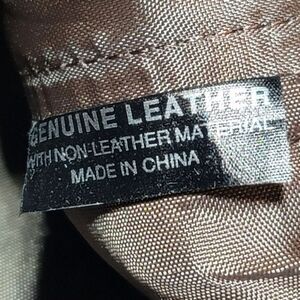 GENUINE LEATHER
WITH NON-LEATHER MATERIAL
MADE IN CHINA